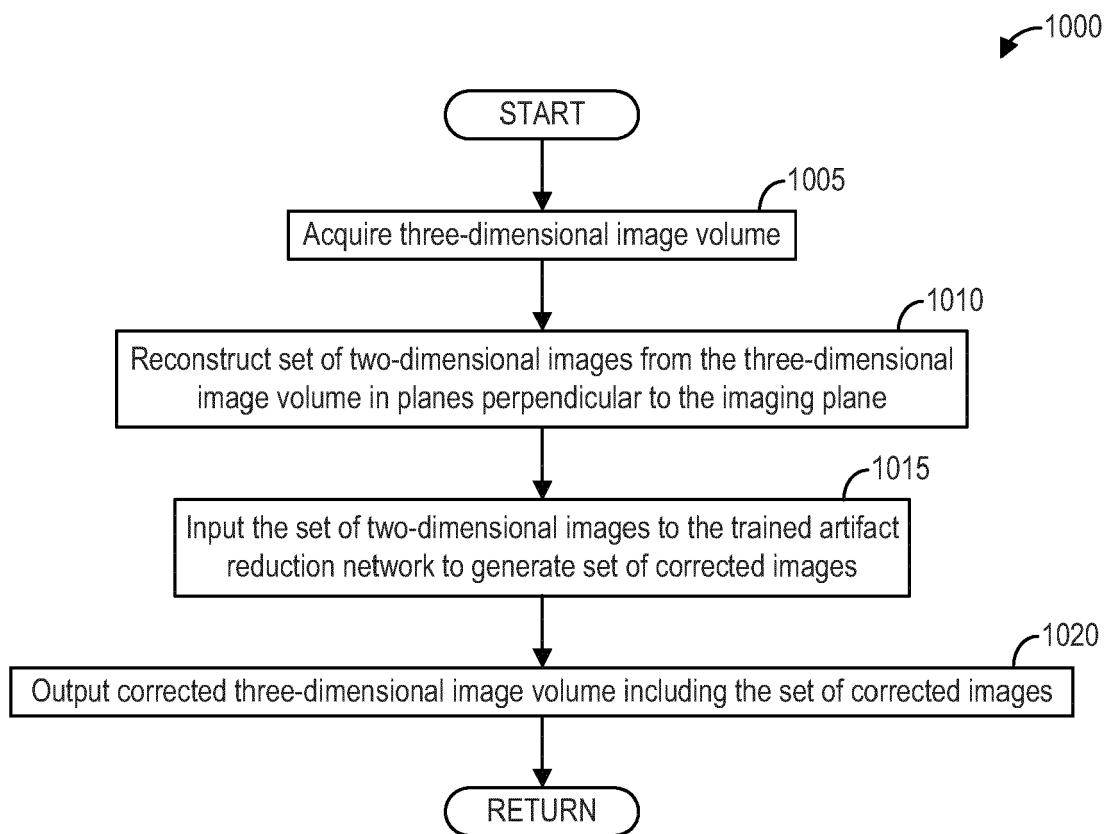 1000
START
1005
Acquire three-dimensional image volume
1010
Reconstruct set of two-dimensional images from the three-dimensional
image volume in planes perpendicular to the imaging plane
1015
Input the set of two-dimensional images to the trained artifact
reduction network to generate set of corrected images
1020
Output corrected three-dimensional image volume including the set of corrected images
RETURN